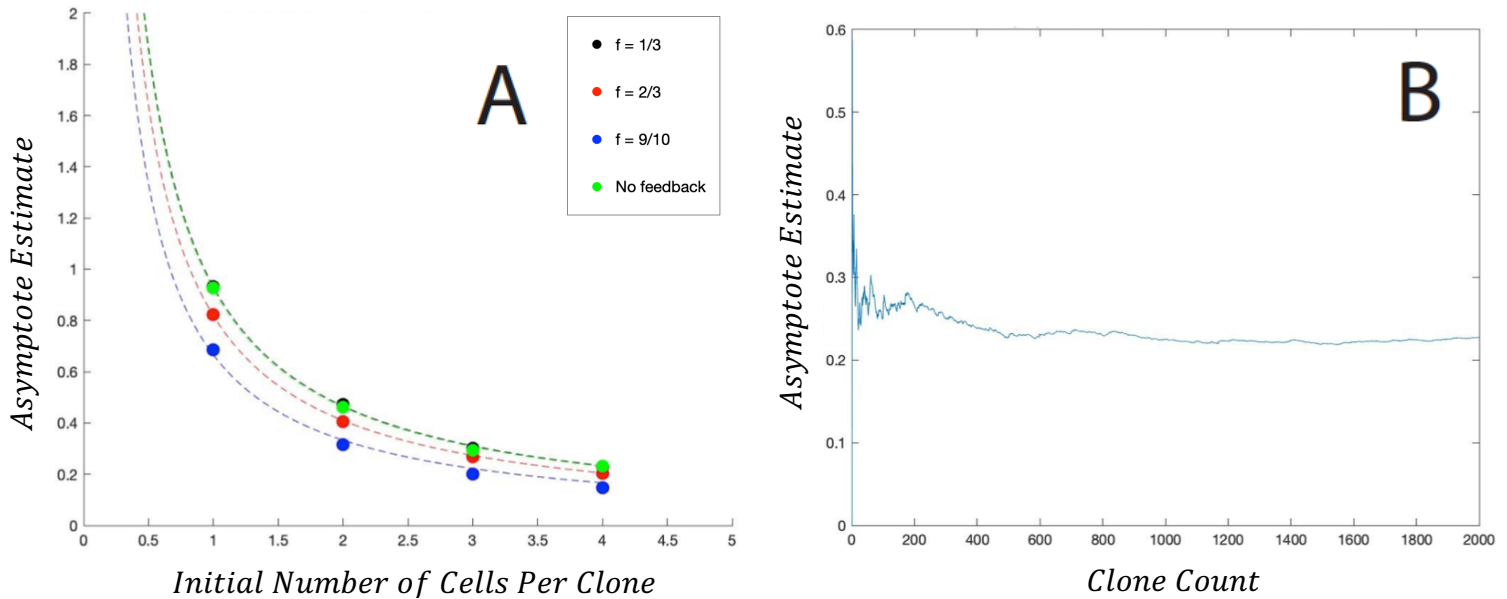 A
f = 1/3
f = 2/3
f = 9/10
No feedback
Asymptote Estimate
2
1.8
1.6
1.4
1.2
1
0.8
0.6
0.4
0.2
0
0 0.5 1 1.5 2 2.5 3 3.5 4 4.5 5
Initial Number of Cells Per Clone
B
Asymptote Estimate
0.6
0.5
0.4
0.3
0.2
0.1
0
0 200 400 600 800 1000 1200 1400 1600 1800 2000
Clone Count